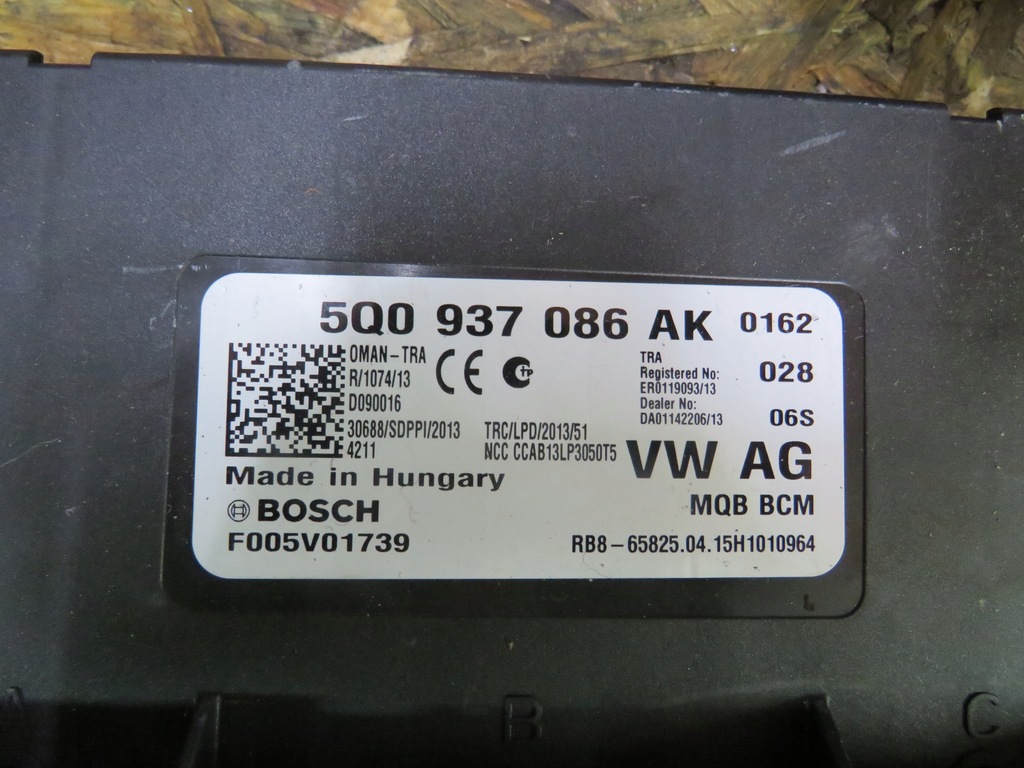 5Q0 937 086 AK 0162
OMAN-TRA
R/1074/13
D090016
30688/SDPPI/2013
4211
TRC/LPD/2013/51
NCC CCAB13LP3050T5
TRA
Registered No:
ER0119093/13
Dealer No:
DA01142206/13
028
06S
VW AG
Made in Hungary
MQB BCM
BOSCH
F005V01739
RB8-65825.04.15H1010964
L
A B C